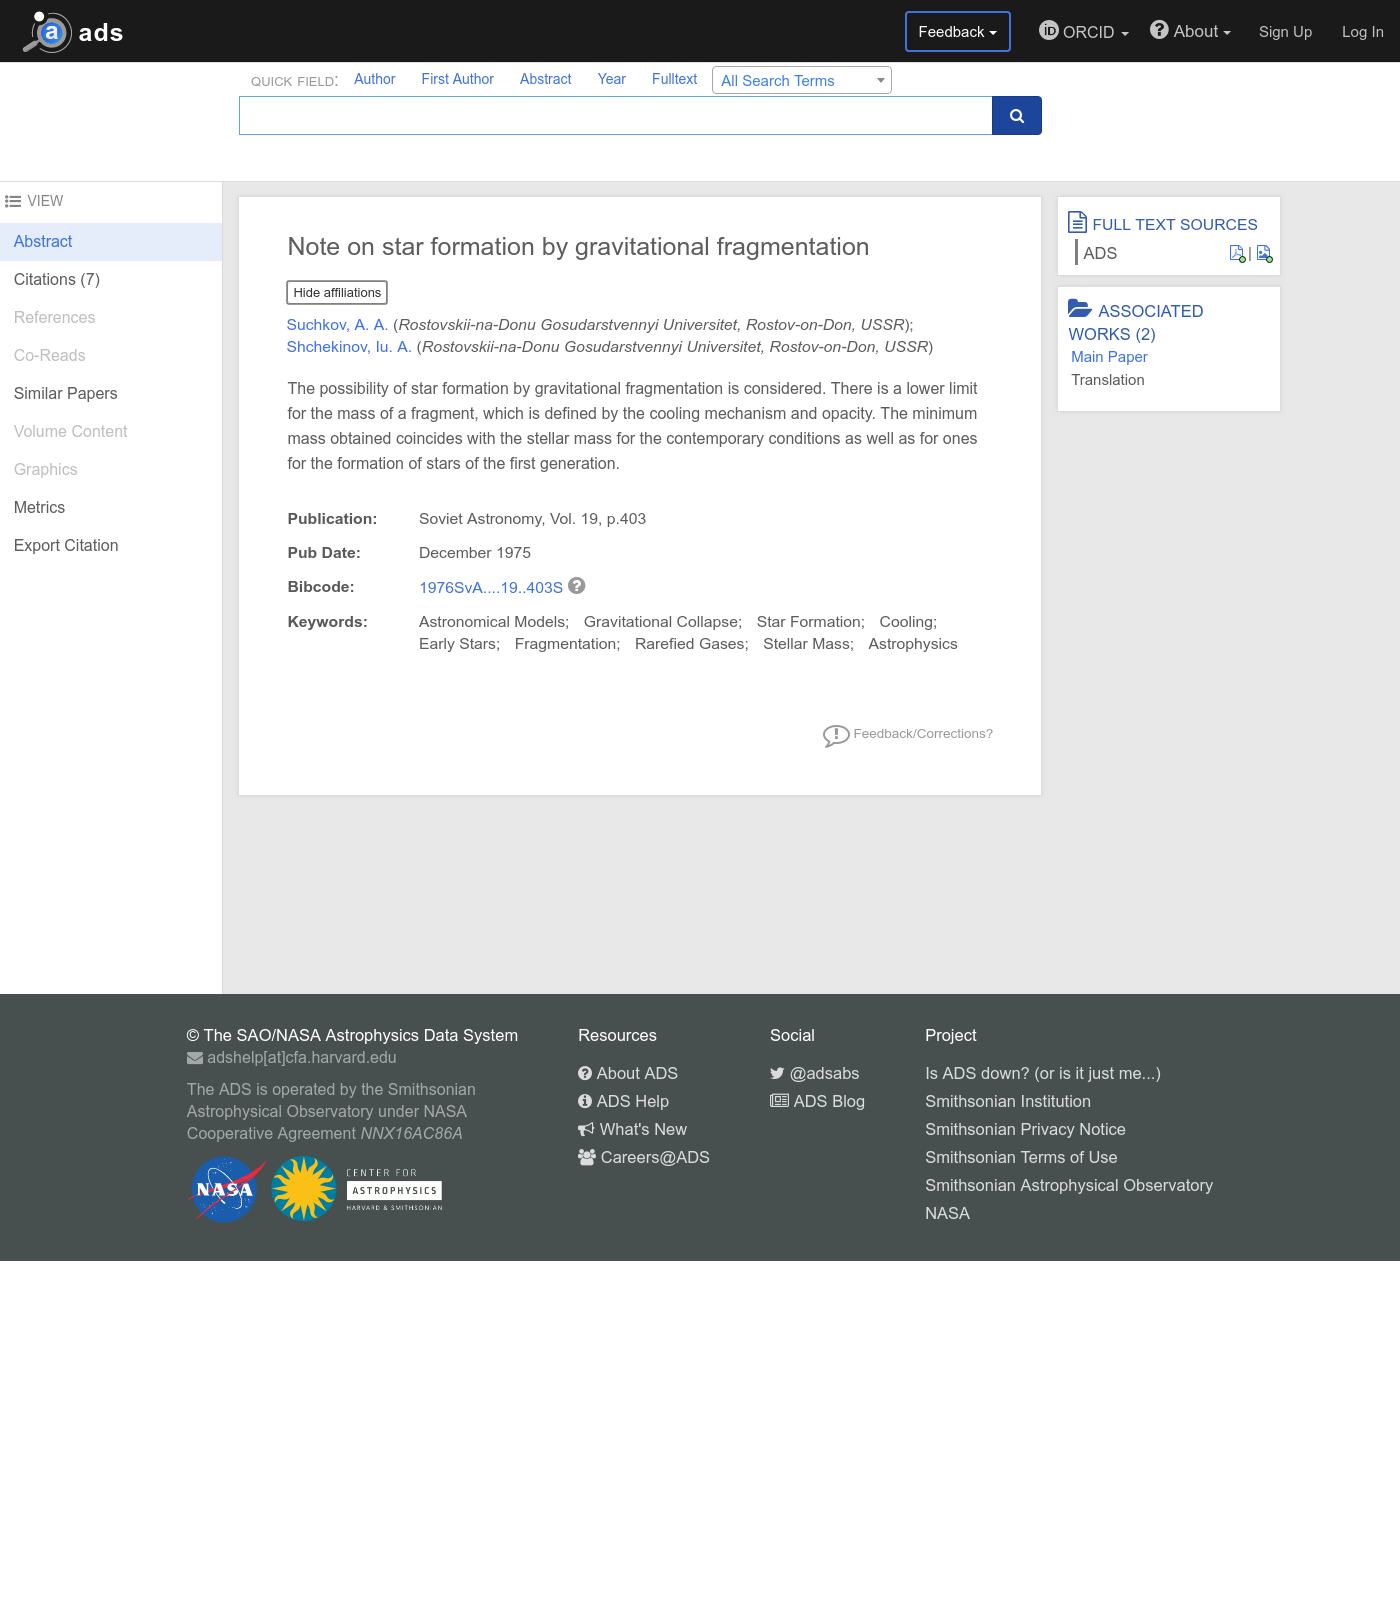 a ads
Feedback
iD ORCID
About
Sign Up
Log In
QUICK FIELD: Author First Author Abstract Year Fulltext All Search Terms
VIEW
Abstract
Citations (7)
References
Co-Reads
Similar Papers
Volume Content
Graphics
Metrics
Export Citation
Note on star formation by gravitational fragmentation
Hide affiliations
Suchkov, A. A. (Rostovskii-na-Donu Gosudarstvennyi Universitet, Rostov-on-Don, USSR);
Shchekinov, Iu. A. (Rostovskii-na-Donu Gosudarstvennyi Universitet, Rostov-on-Don, USSR)
The possibility of star formation by gravitational fragmentation is considered. There is a lower limit
for the mass of a fragment, which is defined by the cooling mechanism and opacity. The minimum
mass obtained coincides with the stellar mass for the contemporary conditions as well as for ones
for the formation of stars of the first generation.
Publication: Soviet Astronomy, Vol. 19, p.403
Pub Date: December 1975
Bibcode: 1976SvA....19..403S
Keywords: Astronomical Models; Gravitational Collapse; Star Formation; Cooling;
Early Stars; Fragmentation; Rarefied Gases; Stellar Mass; Astrophysics
Feedback/Corrections?
FULL TEXT SOURCES
ADS |
ASSOCIATED
WORKS (2)
Main Paper
Translation
© The SAO/NASA Astrophysics Data System
adshelp[at]cfa.harvard.edu
The ADS is operated by the Smithsonian
Astrophysical Observatory under NASA
Cooperative Agreement NNX16AC86A
NASA
CENTER FOR
ASTROPHYSICS
HARVARD & SMITHSONIAN
Resources
About ADS
ADS Help
What's New
Careers@ADS
Social
@adsabs
ADS Blog
Project
Is ADS down? (or is it just me...)
Smithsonian Institution
Smithsonian Privacy Notice
Smithsonian Terms of Use
Smithsonian Astrophysical Observatory
NASA